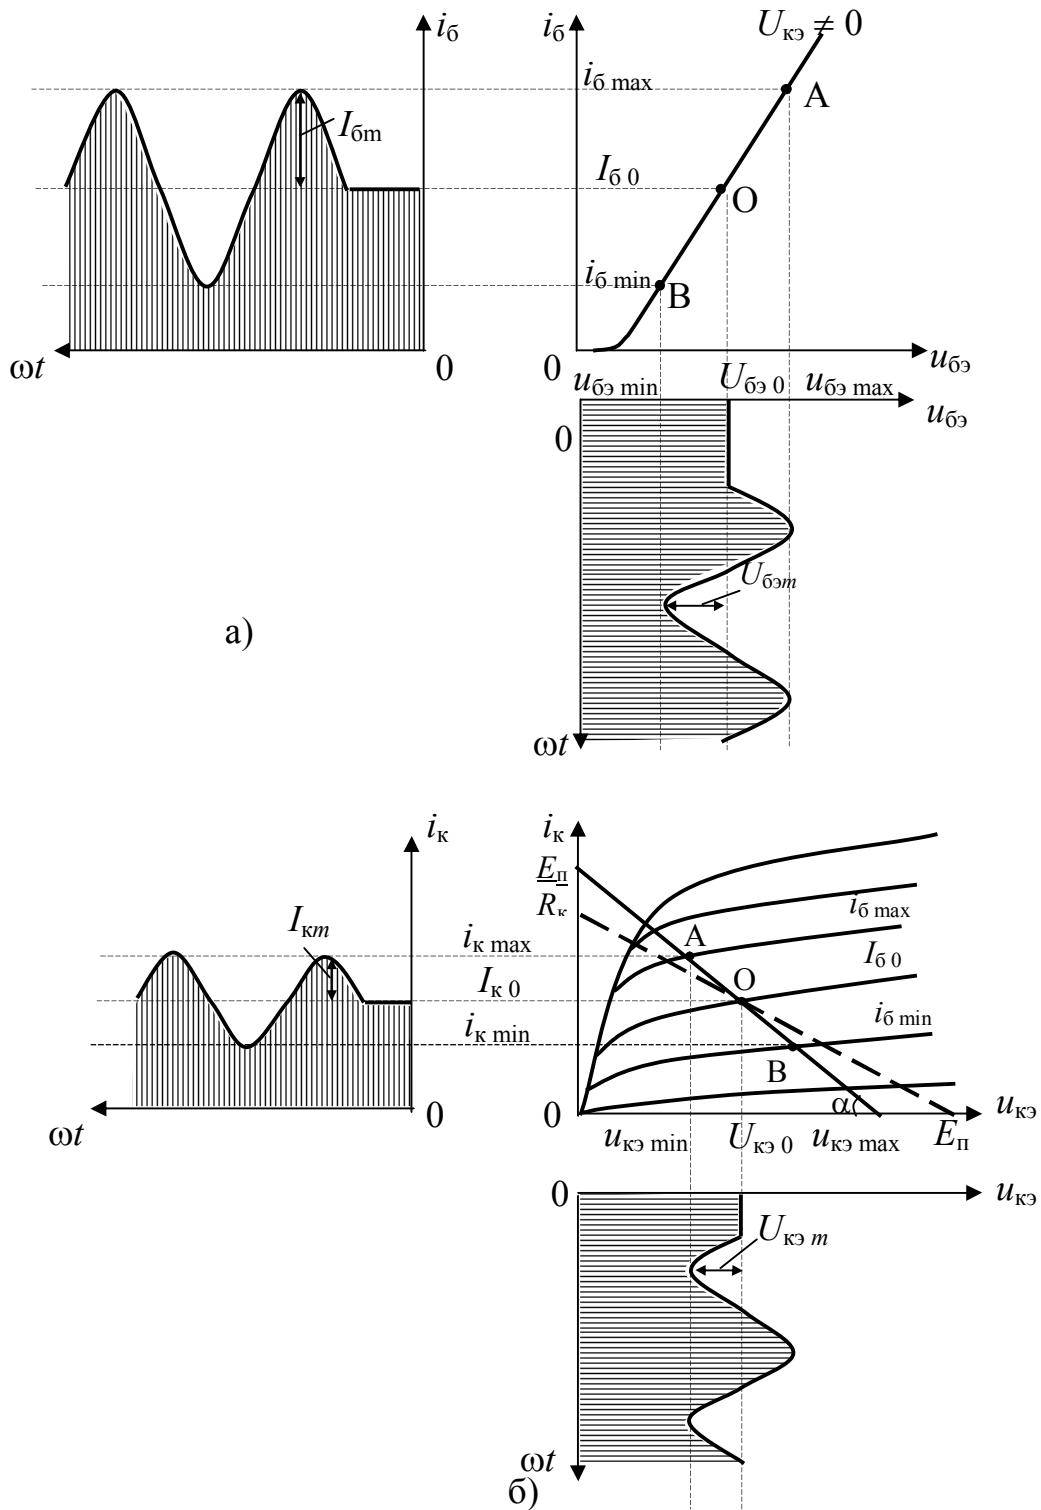 iб
iб
Uкэ ≠ 0
iб max
A
Iбm
Iб 0
O
iб min
B
ωt
0
0
uбэ
uбэ min
Uбэ 0
uбэ max
uбэ
0
Uбэm
а)
ωt
iк
iк
Eп
Rк
iб max
Iкm
iк max
A
Iб 0
Iк 0
O
iк min
iб min
B
α
ωt
0
0
uкэ
uкэ min
Uкэ 0
uкэ max
Eп
0
uкэ
Uкэ m
ωt
б)